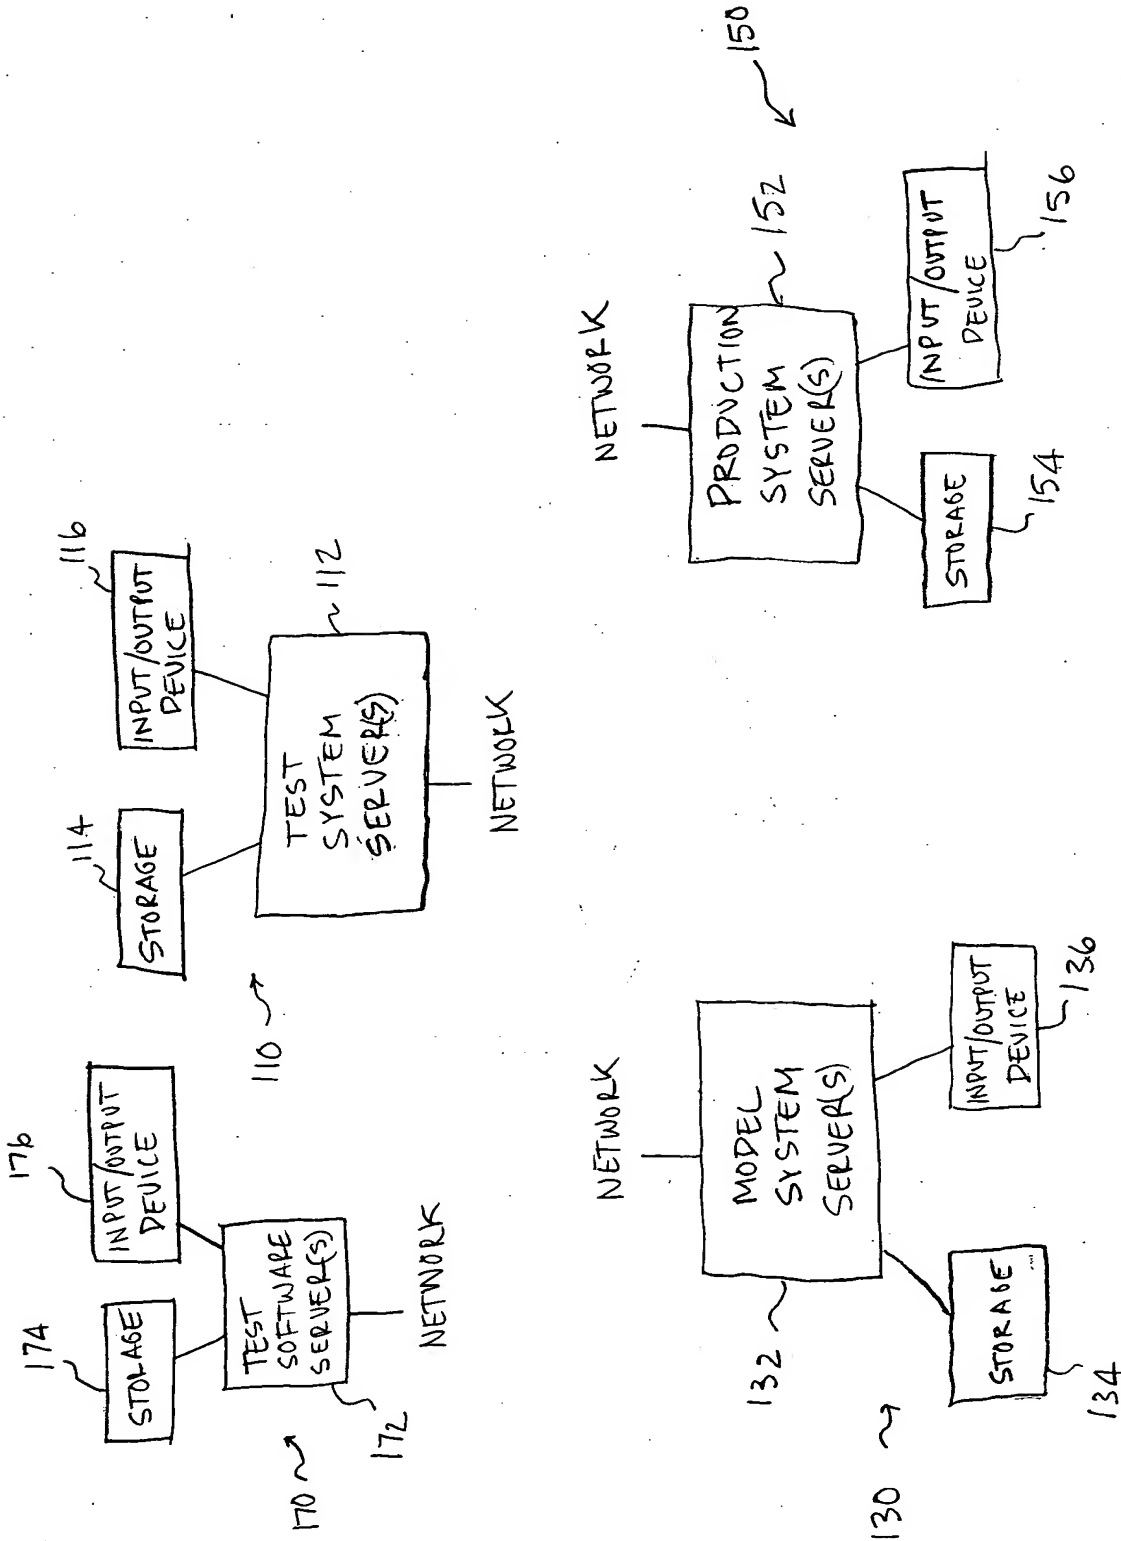 174
176
STORAGE
INPUT/OUTPUT
DEVICE
TEST
SOFTWARE
SERVER(S)
170
172
NETWORK
114
116
STORAGE
INPUT/OUTPUT
DEVICE
110
TEST
SYSTEM
SERVER(S)
112
NETWORK
NETWORK
132
MODEL
SYSTEM
SERVER(S)
130
STORAGE
134
INPUT/OUTPUT
DEVICE
136
NETWORK
150
PRODUCTION
SYSTEM
SERVER(S)
152
STORAGE
154
INPUT/OUTPUT
DEVICE
156